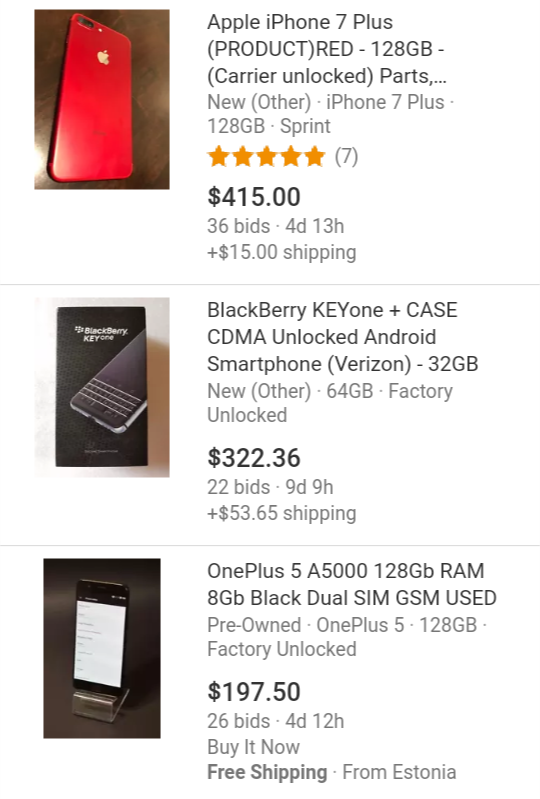 Apple iPhone 7 Plus
(PRODUCT)RED - 128GB -
(Carrier unlocked) Parts,...
New (Other) · iPhone 7 Plus ·
128GB · Sprint
(7)
$415.00
36 bids · 4d 13h
+$15.00 shipping
BlackBerry
KEYone
BlackBerry KEYone + CASE
CDMA Unlocked Android
Smartphone (Verizon) - 32GB
New (Other) · 64GB · Factory
Unlocked
$322.36
22 bids · 9d 9h
+$53.65 shipping
OnePlus 5 A5000 128Gb RAM
8Gb Black Dual SIM GSM USED
Pre-Owned · OnePlus 5 · 128GB ·
Factory Unlocked
$197.50
26 bids · 4d 12h
Buy It Now
Free Shipping · From Estonia